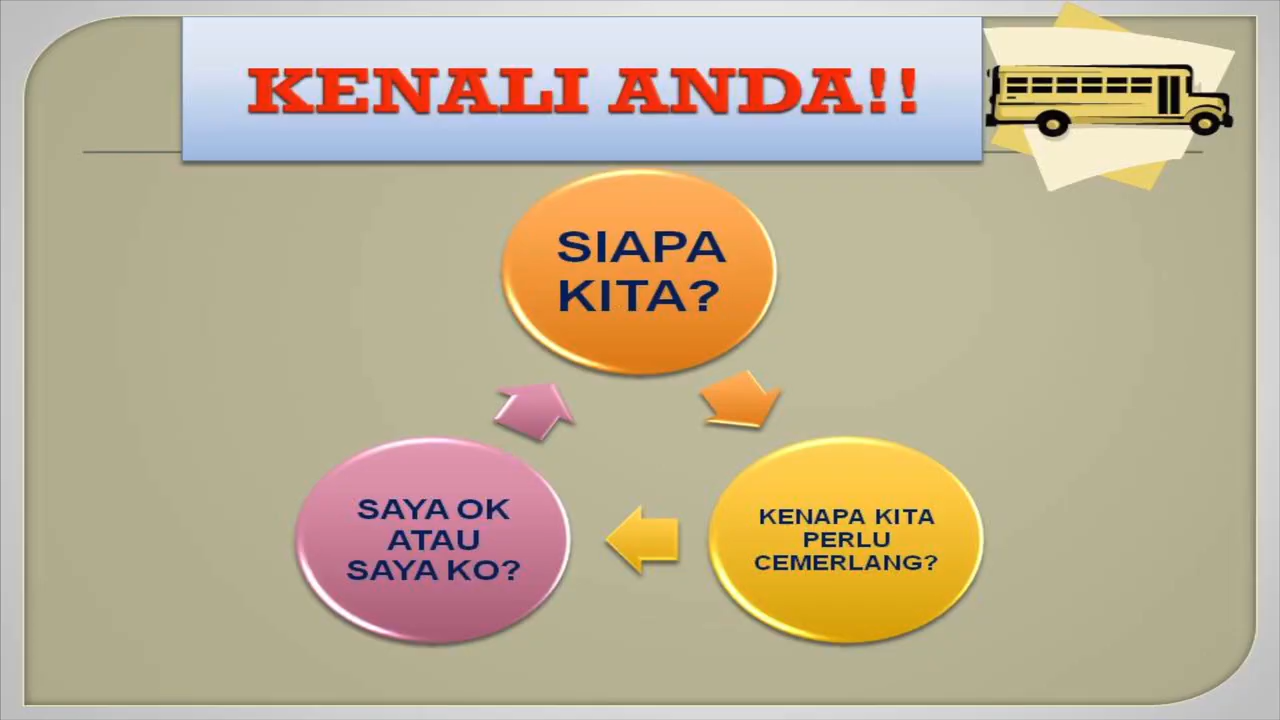 KENALI ANDA!!
SIAPA
KITA?
KENAPA KITA
PERLU
CEMERLANG?
SAYA OK
ATAU
SAYA KO?